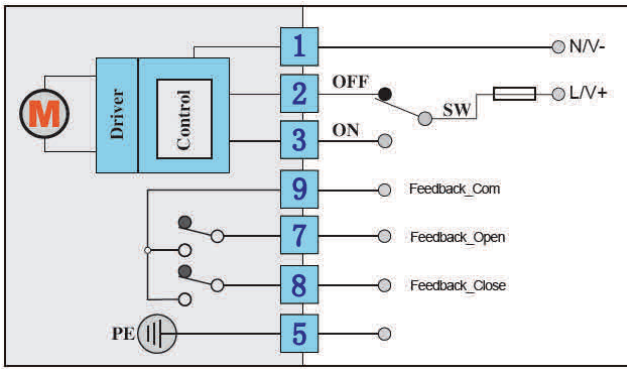 1
N/V-
M
Driver
Control
2
OFF
SW
L/V+
3
ON
9
Feedback_Com
7
Feedback_Open
8
Feedback_Close
PE
5